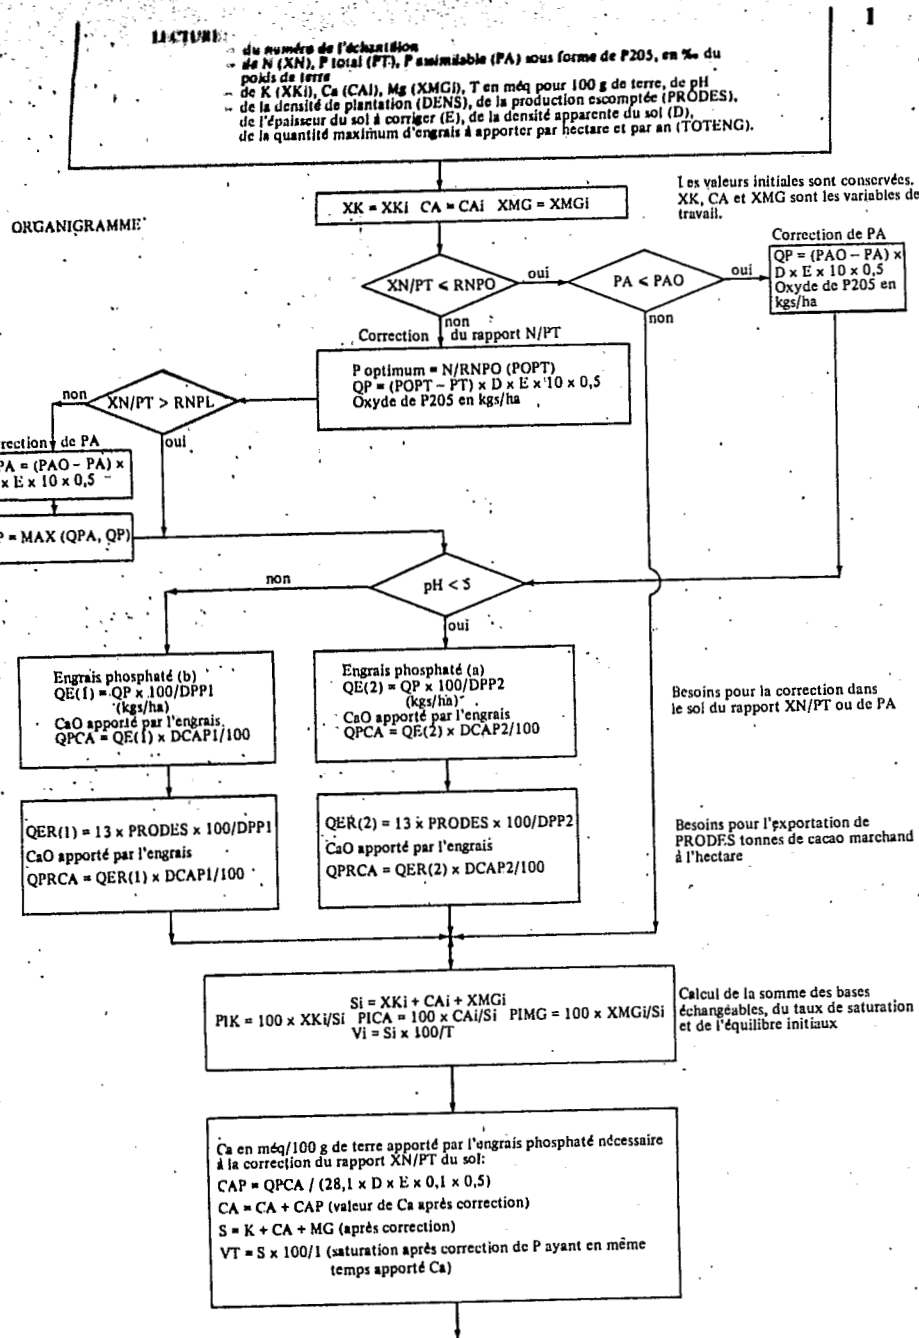 1
LECTURE:
- du numéro de l'échantillon
- de N (XN), P total (PT), P assimilable (PA) sous forme de P205, en ‰ du
poids de terre
- de K (XKi), Ca (CAI), Mg (XMGi), T en méq pour 100 g de terre, de pH
- de la densité de plantation (DENS), de la production escomptée (PRODES),
de l'épaisseur du sol à corriger (E), de la densité apparente du sol (D),
de la quantité maximum d'engrais à apporter par hectare et par an (TOTENG).
ORGANIGRAMME
XK = XKi CA = CAi XMG = XMGi
Les valeurs initiales sont conservées.
XK, CA et XMG sont les variables de
travail.
XN/PT ⩽ RNPO
oui
non
PA ⩽ PAO
oui
non
Correction de PA
QP = (PAO – PA) ×
D x E x 10 x 0,5
Oxyde de P205 en
kgs/ha
Correction du rapport N/PT
P optimum = N/RNPO (POPT)
QP = (POPT – PT) x D x E x 10 x 0,5
Oxyde de P205 en kgs/ha
XN/PT > RNPL
non
oui
rection de PA
PA = (PAO – PA) ×
x E x 10 x 0,5
P = MAX (QPA, QP)
pH < 5
non
oui
Engrais phosphaté (b)
QE(1) = QP x 100/DPP1
(kgs/ha)
CaO apporté par l'engrais
QPCA = QE(1) x DCAP1/100
Engrais phosphaté (a)
QE(2) = QP x 100/DPP2
(kgs/ha)
CaO apporté par l'engrais
QPCA = QE(2) x DCAP2/100
Besoins pour la correction dans
le sol du rapport XN/PT ou de PA
QER(1) = 13 x PRODES x 100/DPP1
CaO apporté par l'engrais
QPRCA = QER(1) x DCAP1/100
QER(2) = 13 x PRODES x 100/DPP2
CaO apporté par l'engrais
QPRCA = QER(2) x DCAP2/100
Besoins pour l'exportation de
PRODES tonnes de cacao marchand
à l'hectare
Si = XKi + CAi + XMGi
PIK = 100 x XKi/Si PICA = 100 x CAi/Si PIMG = 100 x XMGi/Si
Vi = Si x 100/T
Calcul de la somme des bases
échangeables, du taux de saturation
et de l'équilibre initiaux
Ca en méq/100 g de terre apporté par l'engrais phosphaté nécessaire
à la correction du rapport XN/PT du sol:
CAP = QPCA / (28,1 x D x E x 0,1 x 0,5)
CA = CA + CAP (valeur de Ca après correction)
S = K + CA + MG (après correction)
VT = S x 100/1 (saturation après correction de P ayant en même
temps apporté Ca)